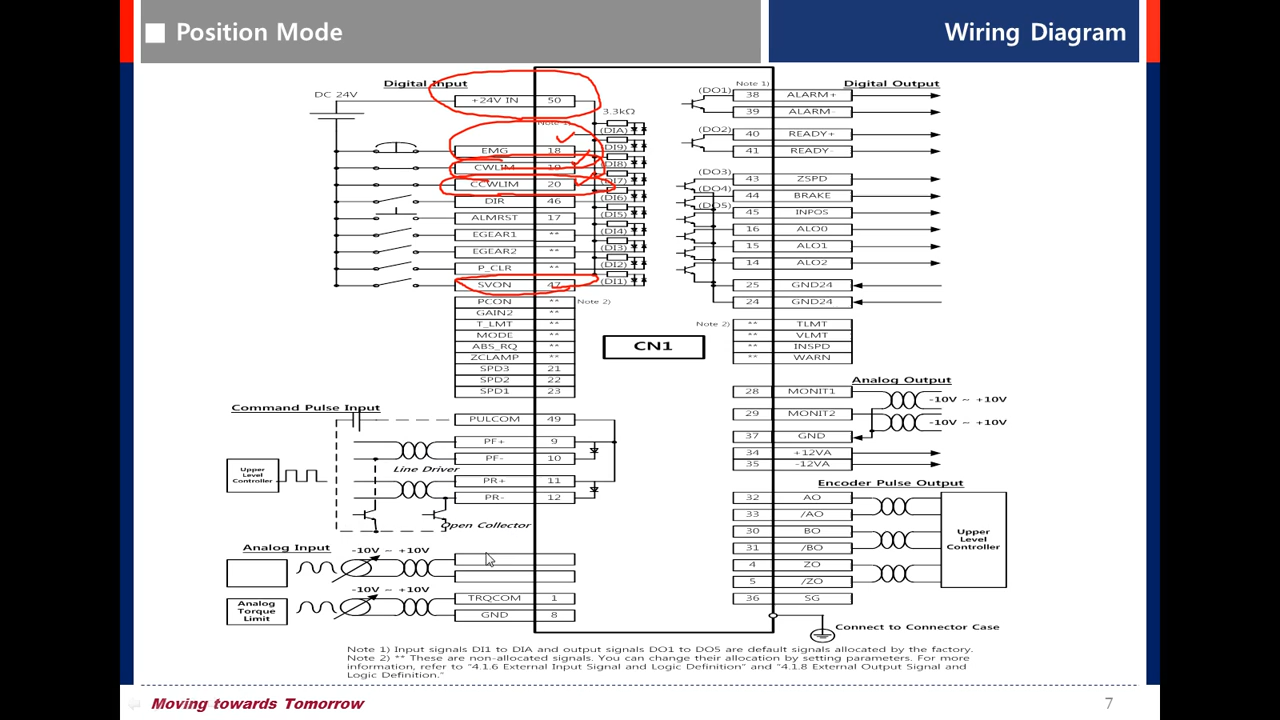 Position Mode
Wiring Diagram
Digital Input
DC 24V
+24V IN 50
EMG 18
CWLIM 19
CCWLIM 20
DIR 46
ALMRST 17
EGEAR1 **
EGEAR2 **
P_CLR **
SVON 47
PCON **
Note 2)
GAIN2 **
T_LMT **
MODE **
ABS_RQ **
ZCLAMP **
SPD3 21
SPD2 22
SPD1 23
3.3kΩ
(DIA)
(DI9)
(DI8)
(DI7)
(DI6)
(DI5)
(DI4)
(DI3)
(DI2)
(DI1)
CN1
Command Pulse Input
Upper
Level
Controller
PULCOM 49
PF+ 9
PF- 10
Line Driver
PR+ 11
PR- 12
Open Collector
Analog Input
-10V ~ +10V
-10V ~ +10V
Analog
Torque
Limit
TRQCOM 1
GND 8
Note 1)
Digital Output
(DO1)
38 ALARM+
39 ALARM-
(DO2)
40 READY+
41 READY-
(DO3)
43 ZSPD
(DO4)
44 BRAKE
(DO5)
45 INPOS
16 ALO0
15 ALO1
14 ALO2
25 GND24
24 GND24
Note 2)
** TLMT
** VLMT
** INSPD
** WARN
Analog Output
28 MONIT1
-10V ~ +10V
29 MONIT2
-10V ~ +10V
37 GND
34 +12VA
35 -12VA
Encoder Pulse Output
32 AO
33 /AO
30 BO
31 /BO
4 ZO
5 /ZO
36 SG
Upper
Level
Controller
Connect to Connector Case
Note 1) Input signals DI1 to DIA and output signals DO1 to DO5 are default signals allocated by the factory.
Note 2) ** These are non-allocated signals. You can change their allocation by setting parameters. For more
information, refer to "4.1.6 External Input Signal and Logic Definition" and "4.1.8 External Output Signal and
Logic Definition."
Moving towards Tomorrow
7